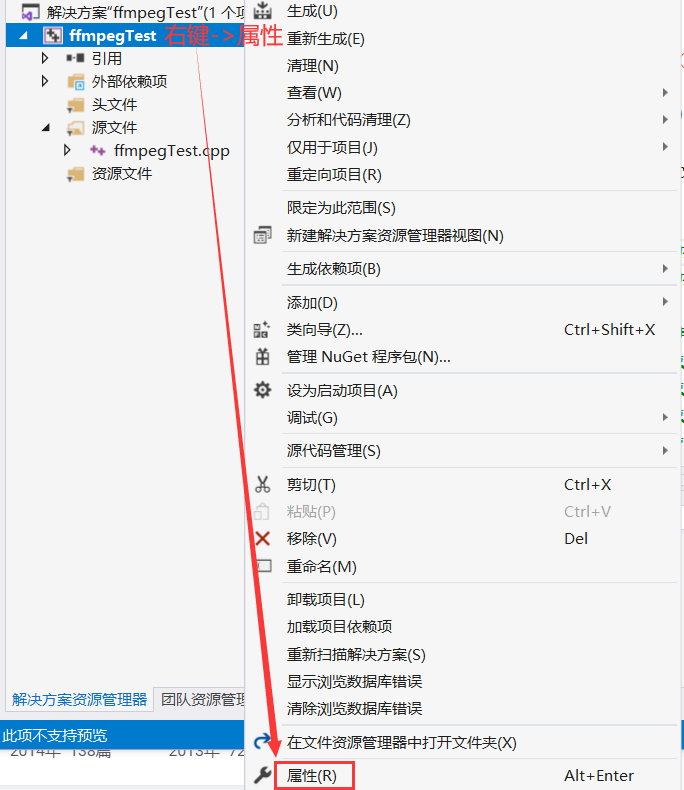 解决方案"ffmpegTest"(1 个项
ffmpegTest
右键->属性
引用
外部依赖项
头文件
源文件
ffmpegTest.cpp
资源文件
生成(U)
重新生成(E)
清理(N)
查看(W)
分析和代码清理(Z)
仅用于项目(J)
重定向项目(R)
限定为此范围(S)
新建解决方案资源管理器视图(N)
生成依赖项(B)
添加(D)
类向导(Z)... Ctrl+Shift+X
管理 NuGet 程序包(N)...
设为启动项目(A)
调试(G)
源代码管理(S)
剪切(T) Ctrl+X
粘贴(P) Ctrl+V
移除(V) Del
重命名(M)
卸载项目(L)
加载项目依赖项
重新扫描解决方案(S)
显示浏览数据库错误
清除浏览数据库错误
在文件资源管理器中打开文件夹(X)
属性(R) Alt+Enter
解决方案资源管理器 团队资源管理
此项不支持预览
2014年 138篇 2013年 72